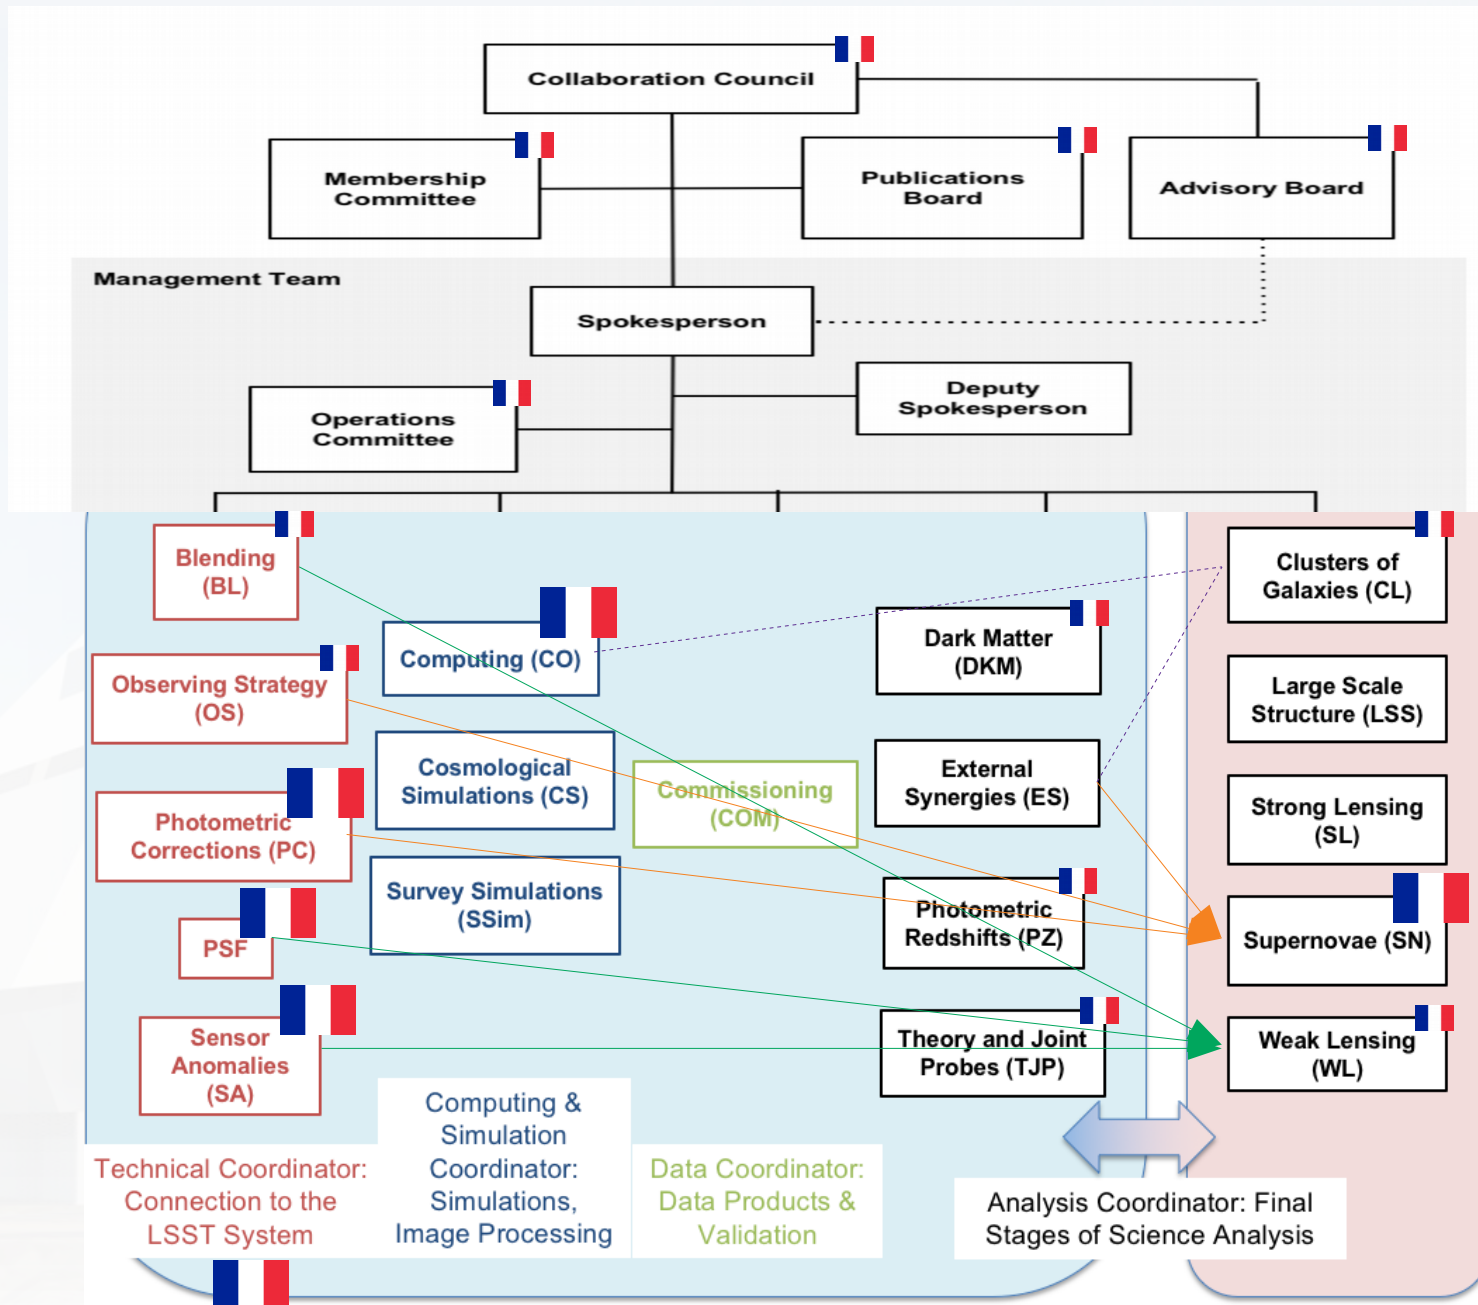 Collaboration Council
Membership
Committee
Publications
Board
Advisory Board
Management Team
Spokesperson
Deputy
Spokesperson
Operations
Committee
Blending
(BL)
Clusters of
Galaxies (CL)
Computing (CO)
Dark Matter
(DKM)
Observing Strategy
(OS)
Large Scale
Structure (LSS)
Cosmological
Simulations (CS)
Commissioning
(COM)
External
Synergies (ES)
Strong Lensing
(SL)
Photometric
Corrections (PC)
Survey Simulations
(SSim)
Photometric
Redshifts (PZ)
Supernovae (SN)
PSF
Sensor
Anomalies
(SA)
Theory and Joint
Probes (TJP)
Weak Lensing
(WL)
Technical Coordinator:
Connection to the
LSST System
Computing &
Simulation
Coordinator:
Simulations,
Image Processing
Data Coordinator:
Data Products &
Validation
Analysis Coordinator: Final
Stages of Science Analysis